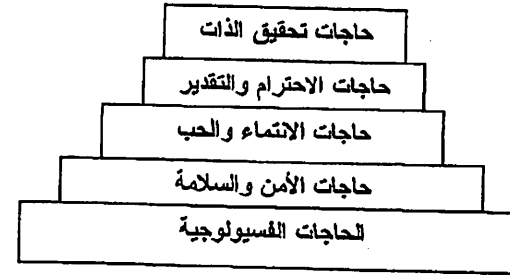 حاجات تحقيق الذات
حاجات الاحترام والتقدير
حاجات الانتماء والحب
حاجات الأمن والسلامة
الحاجات الفسيولوجية